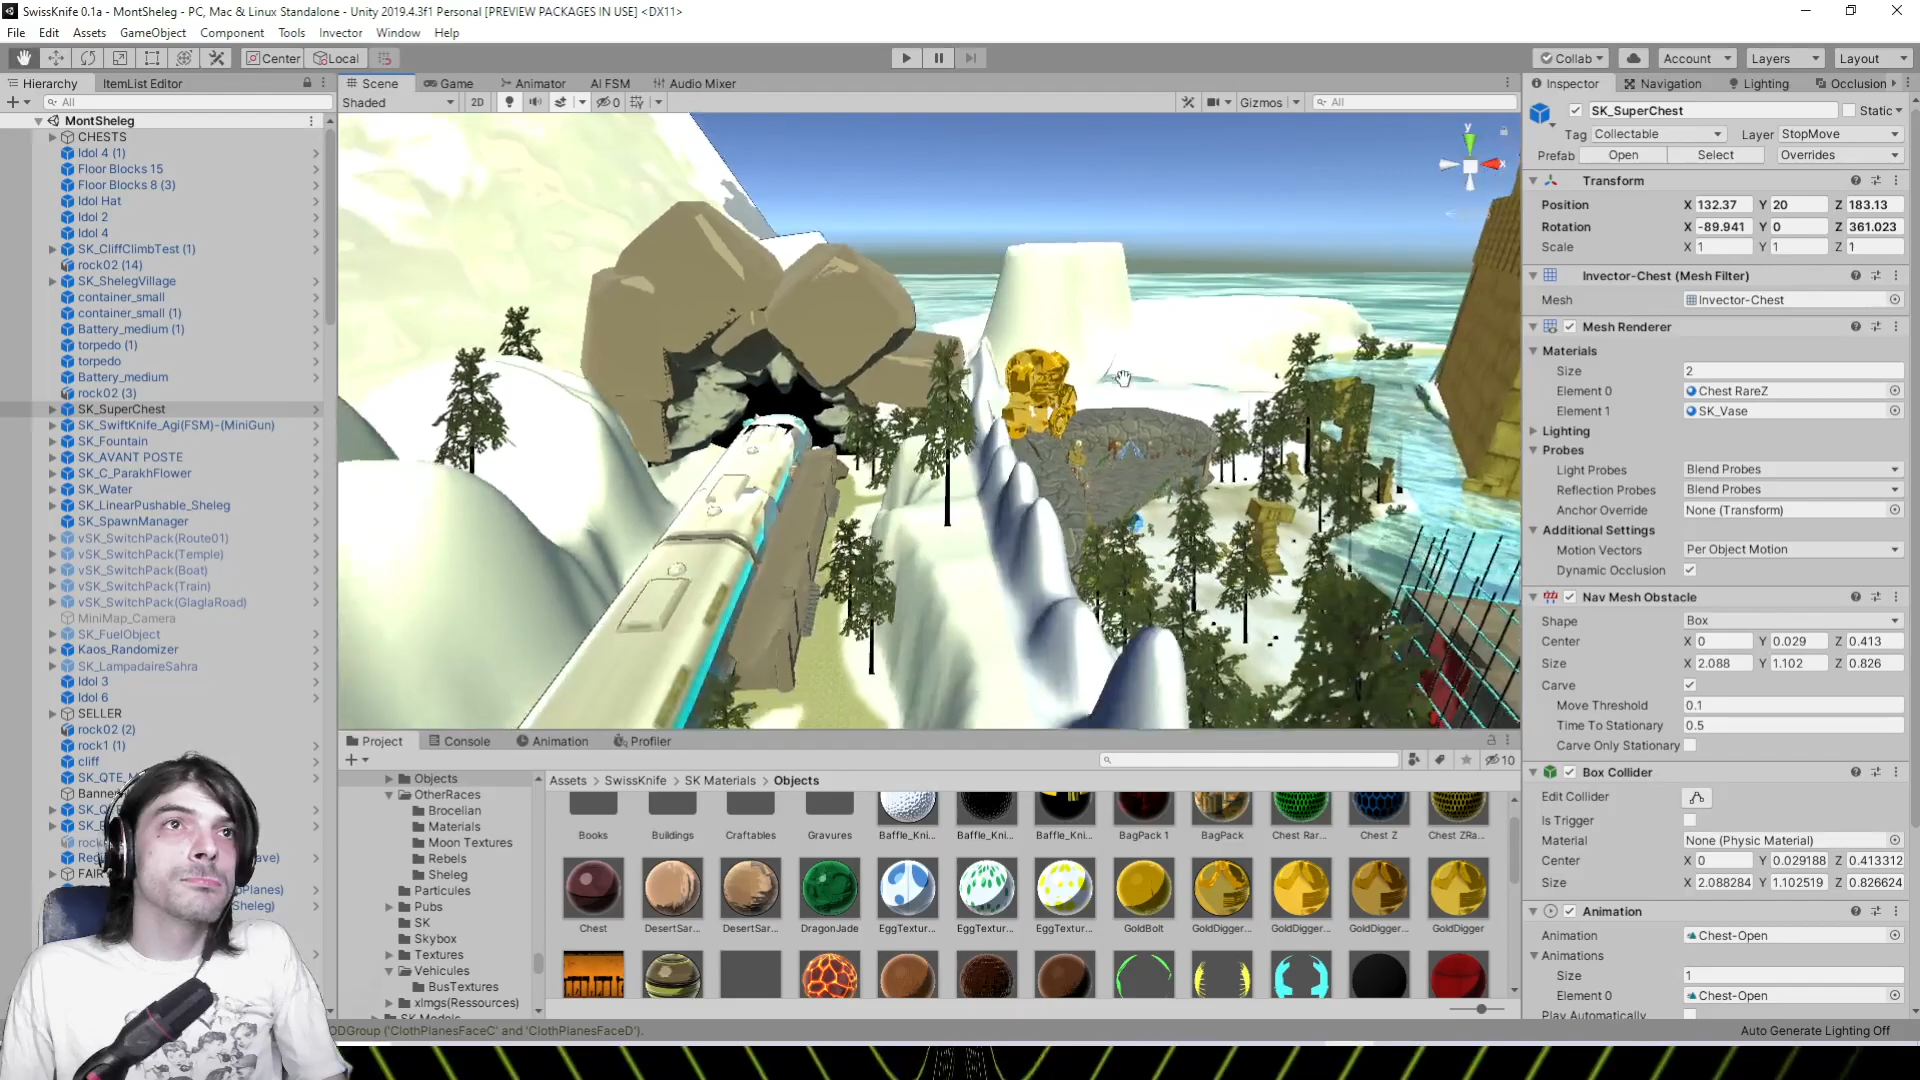 SwissKnife 0.1a - MontSheleg - PC, Mac & Linux Standalone - Unity 2019.4.3f1 Personal [PREVIEW PACKAGES IN USE] <DX11>
File Edit Assets GameObject Component Tools Invector Window Help
Center Local Collab Account Layers Layout
Hierarchy ItemList Editor
All
MontSheleg
CHESTS
Idol 4 (1)
Floor Blocks 15
Floor Blocks 8 (3)
Idol Hat
Idol 2
Idol 4
SK_CliffClimbTest (1)
rock02 (14)
SK_ShelegVillage
container_small
container_small (1)
Battery_medium (1)
torpedo (1)
torpedo
Battery_medium
rock02 (3)
SK_SuperChest
SK_SwiftKnife_Agi(FSM)-(MiniGun)
SK_Fountain
SK_AVANT POSTE
SK_C_ParakhFlower
SK_Water
SK_LinearPushable_Sheleg
SK_SpawnManager
vSK_SwitchPack(Route01)
vSK_SwitchPack(Temple)
vSK_SwitchPack(Boat)
vSK_SwitchPack(Train)
vSK_SwitchPack(GlaglaRoad)
MiniMap_Camera
SK_FuelObject
Kaos_Randomizer
SK_LampadaireSahra
Idol 3
Idol 6
SELLER
rock02 (2)
rock1 (1)
cliff
Scene Game Animator AI FSM Audio Mixer
Shaded 2D 0 Gizmos All
y
x
Inspector Navigation Lighting Occlusion
SK_SuperChest Static
Tag Collectable Layer StopMove
Prefab Open Select Overrides
Transform
Position X 132.37 Y 20 Z 183.13
Rotation X -89.941 Y 0 Z 361.023
Scale X 1 Y 1 Z 1
Invector-Chest (Mesh Filter)
Mesh Invector-Chest
Mesh Renderer
Materials
Size 2
Element 0 Chest RareZ
Element 1 SK_Vase
Lighting
Probes
Light Probes Blend Probes
Reflection Probes Blend Probes
Anchor Override None (Transform)
Additional Settings
Motion Vectors Per Object Motion
Dynamic Occlusion
Nav Mesh Obstacle
Shape Box
Center X 0 Y 0.029 Z 0.413
Size X 2.088 Y 1.102 Z 0.826
Carve
Move Threshold 0.1
Time To Stationary 0.5
Carve Only Stationary
Box Collider
Edit Collider
Is Trigger
Material None (Physic Material)
Center X 0 Y 0.029188 Z 0.413312
Size X 2.088284 Y 1.102519 Z 0.826624
Animation
Animation Chest-Open
Animations
Size 1
Element 0 Chest-Open
Play Automatically
Auto Generate Lighting Off
Project Console Animation Profiler
10
Objects
OtherRaces
Brocelian
Materials
Moon Textures
Rebels
Sheleg
Particules
Pubs
SK
Skybox
Textures
Vehicules
BusTextures
xImgs(Ressources)
SK Models
Assets > SwissKnife > SK Materials > Objects
Books Buildings Craftables Gravures Baffle_Kni... Baffle_Kni... Baffle_Kni... BagPack 1 BagPack Chest Rar... Chest Z Chest ZRa...
Chest DesertSar... DesertSar... DragonJade EggTextur... EggTextur... EggTextur... GoldBolt GoldDigger... GoldDigger... GoldDigger... GoldDigger
ODGroup ('ClothPlanesFaceC' and 'ClothPlanesFaceD').